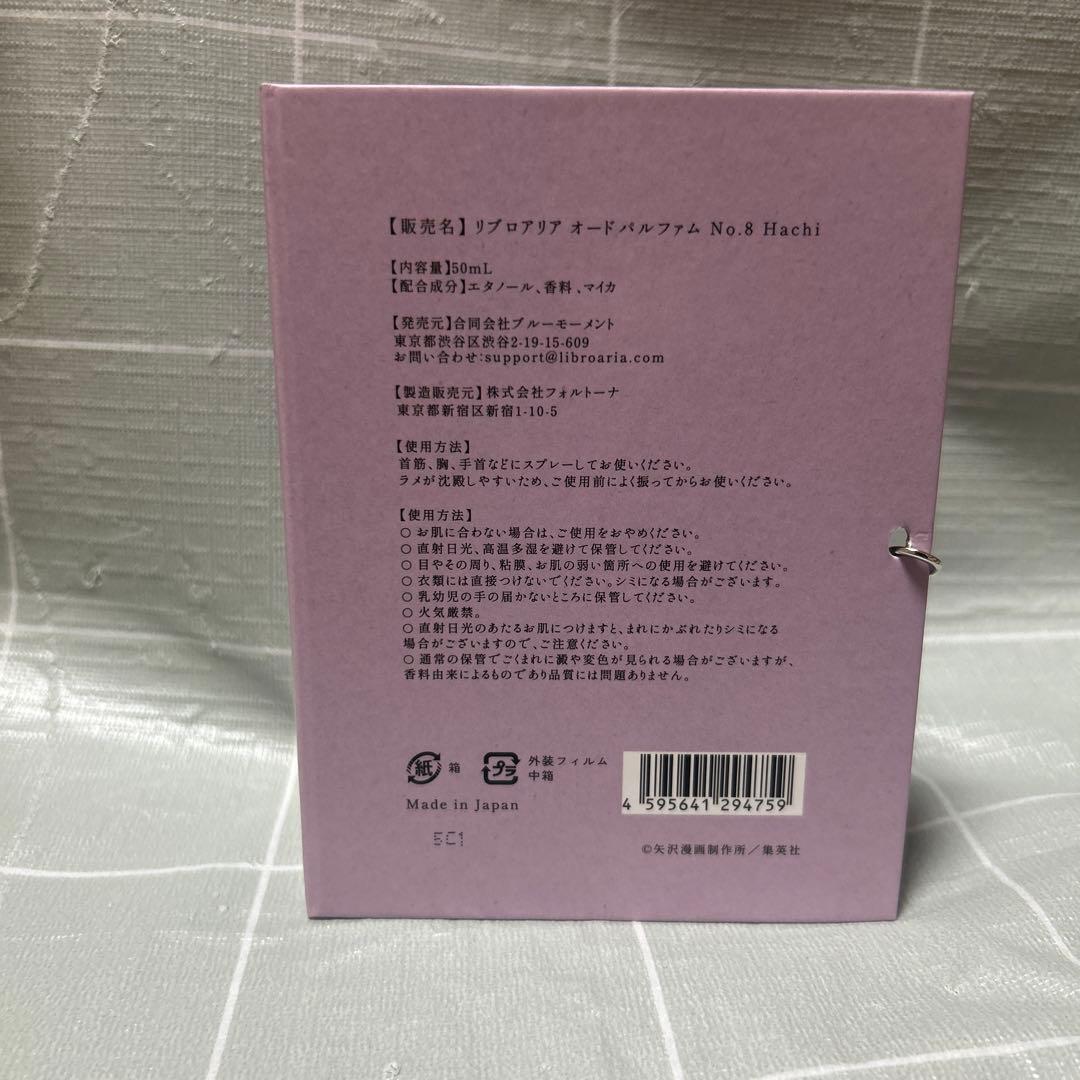 【販売名】リブロアリア オードパルファム No.8 Hachi
【内容量】50mL
【配合成分】エタノール、香料、マイカ
【発売元】合同会社ブルーモーメント
東京都渋谷区渋谷2-19-15-609
お問い合わせ:support@libroaria.com
【製造販売元】株式会社フォルトーナ
東京都新宿区新宿1-10-5
【使用方法】
首筋、胸、手首などにスプレーしてお使いください。
ラメが沈殿しやすいため、ご使用前によく振ってからお使いください。
【使用方法】
○ お肌に合わない場合は、ご使用をおやめください。
○ 直射日光、高温多湿を避けて保管してください。
○ 目やその周り、粘膜、お肌の弱い箇所への使用を避けてください。
○ 衣類には直接つけないでください。シミになる場合がございます。
○ 乳幼児の手の届かないところに保管してください。
○ 火気厳禁。
○ 直射日光のあたるお肌につけますと、まれにかぶれたりシミになる
場合がございますので、ご注意ください。
○ 通常の保管でごくまれに澱や変色が見られる場合がございますが、
香料由来によるものであり品質には問題ありません。
紙 箱
プラ 外装フィルム
中箱
Made in Japan
5C1
4 595641 294759
©矢沢漫画制作所／集英社